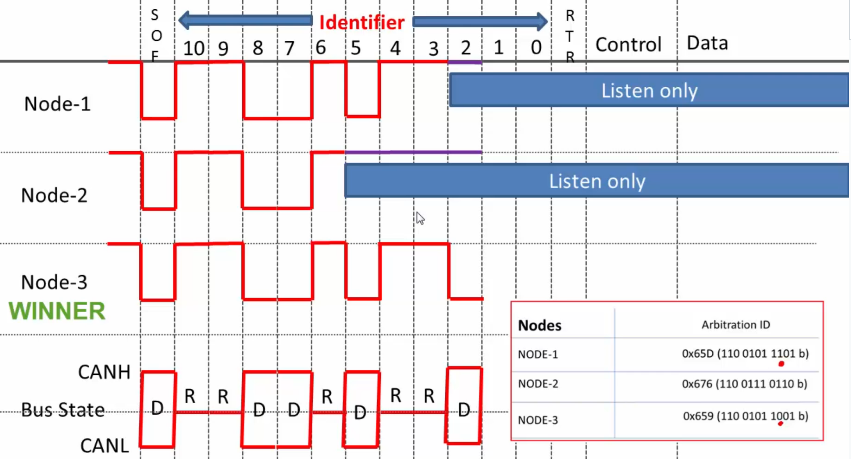 SOF
Identifier
RTR
10 9 8 7 6 5 4 3 2 1 0
Control Data
Node-1
Listen only
Node-2
Listen only
Node-3
WINNER
CANH
Bus State
CANL
D R R D D R D R R D
Nodes Arbitration ID
NODE-1 0x65D (110 0101 1101 b)
NODE-2 0x676 (110 0111 0110 b)
NODE-3 0x659 (110 0101 1001 b)